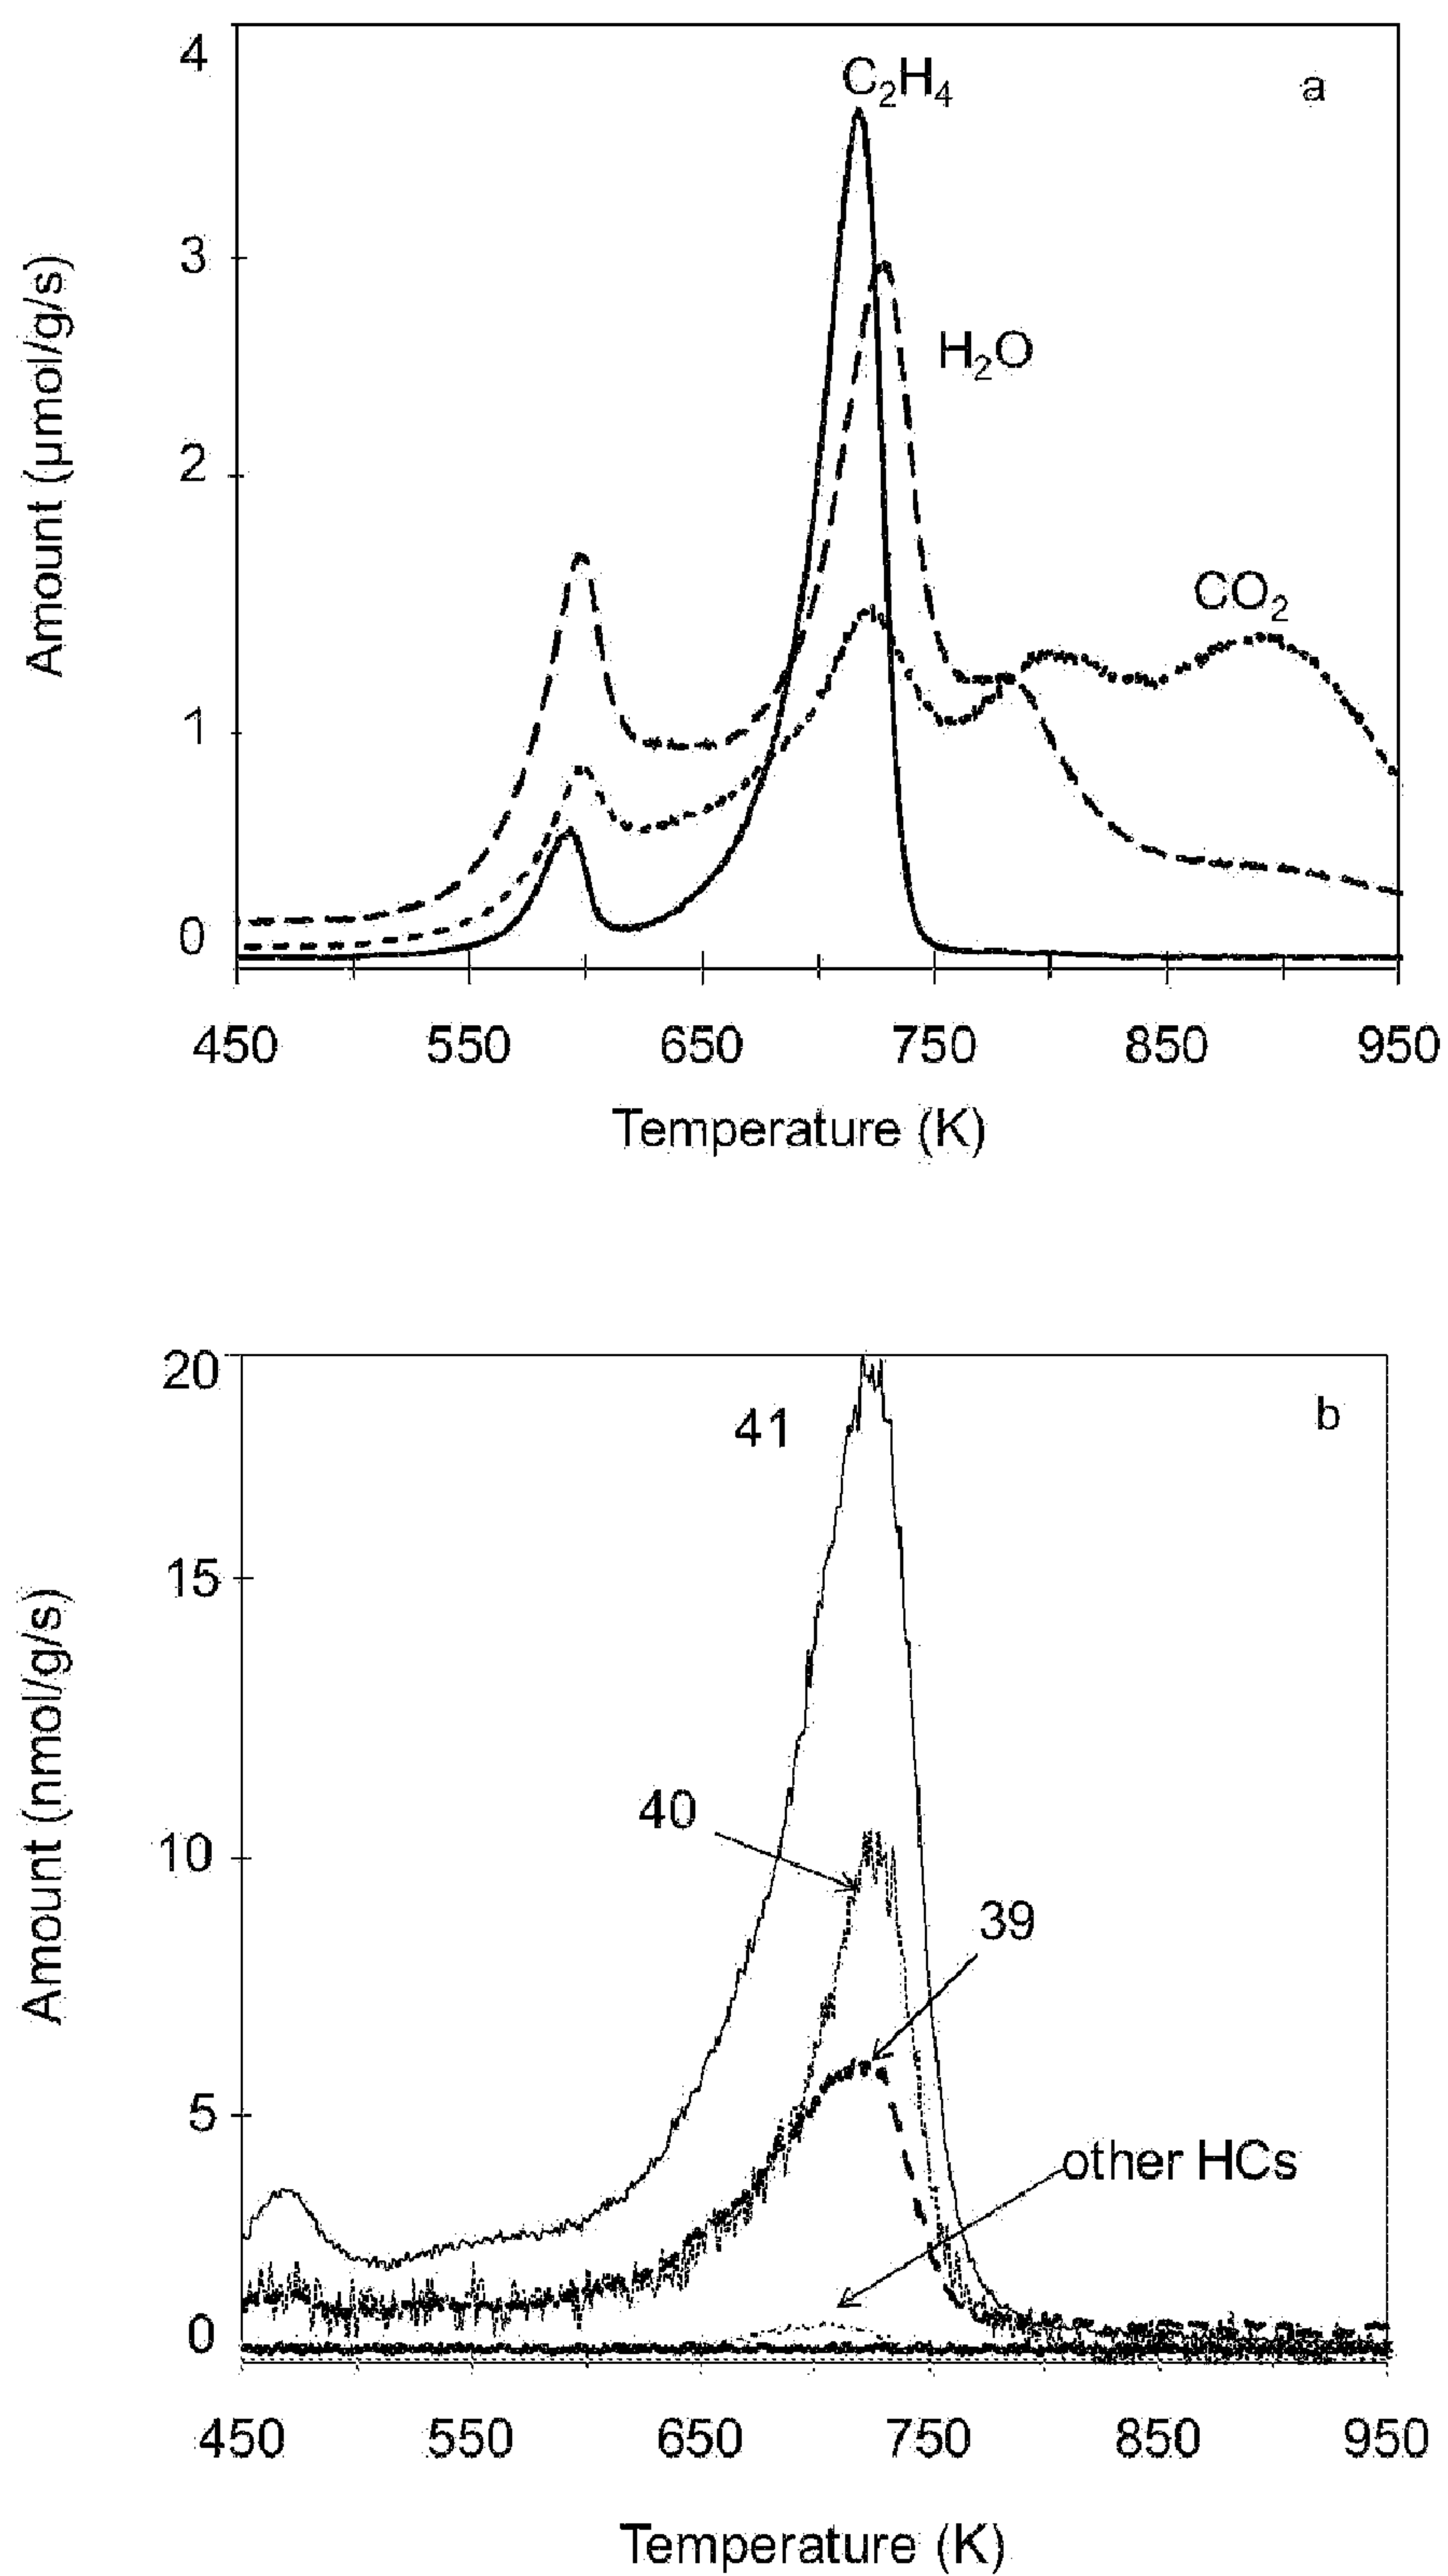 4
C₂H₄
a
3
H₂O
2
CO₂
1
0
Amount (μmol/g/s)
450 550 650 750 850 950
Temperature (K)
20
41
b
15
40
10
39
5
other HCs
0
Amount (nmol/g/s)
450 550 650 750 850 950
Temperature (K)